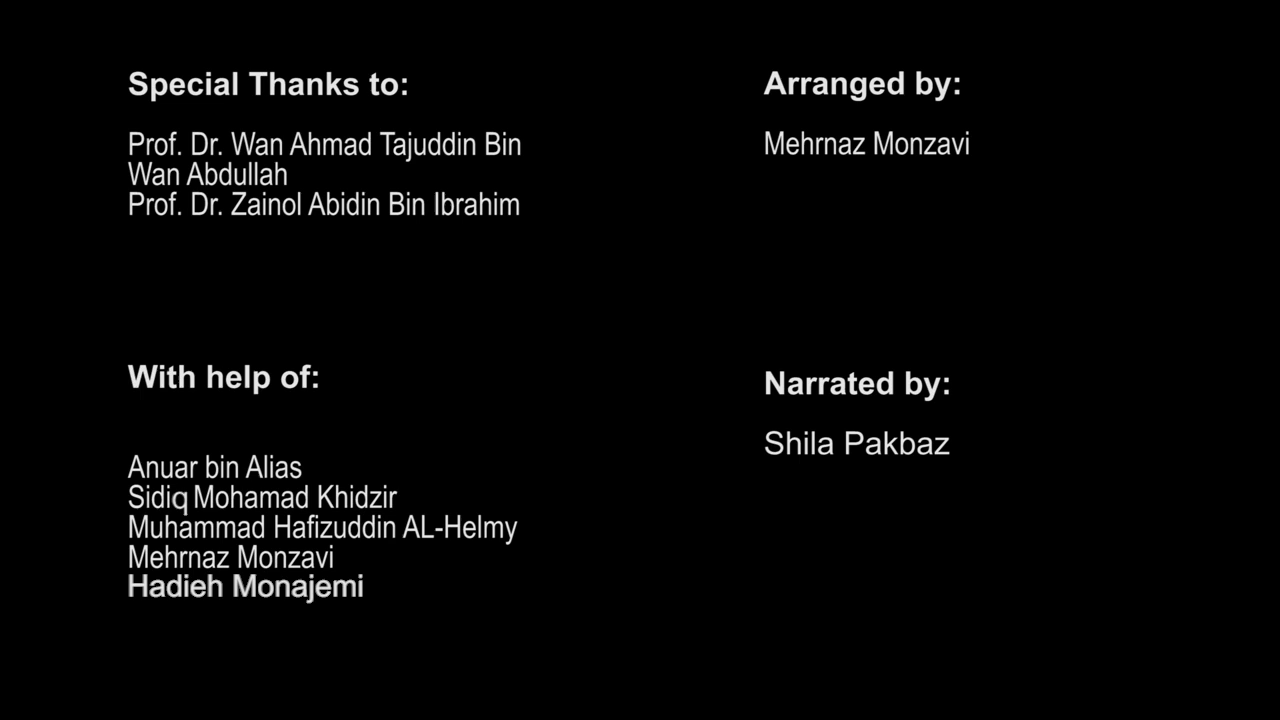 Special Thanks to:
Prof. Dr. Wan Ahmad Tajuddin Bin
Wan Abdullah
Prof. Dr. Zainol Abidin Bin Ibrahim
Arranged by:
Mehrnaz Monzavi
With help of:
Anuar bin Alias
Sidiq Mohamad Khidzir
Muhammad Hafizuddin AL-Helmy
Mehrnaz Monzavi
Hadieh Monajemi
Narrated by:
Shila Pakbaz